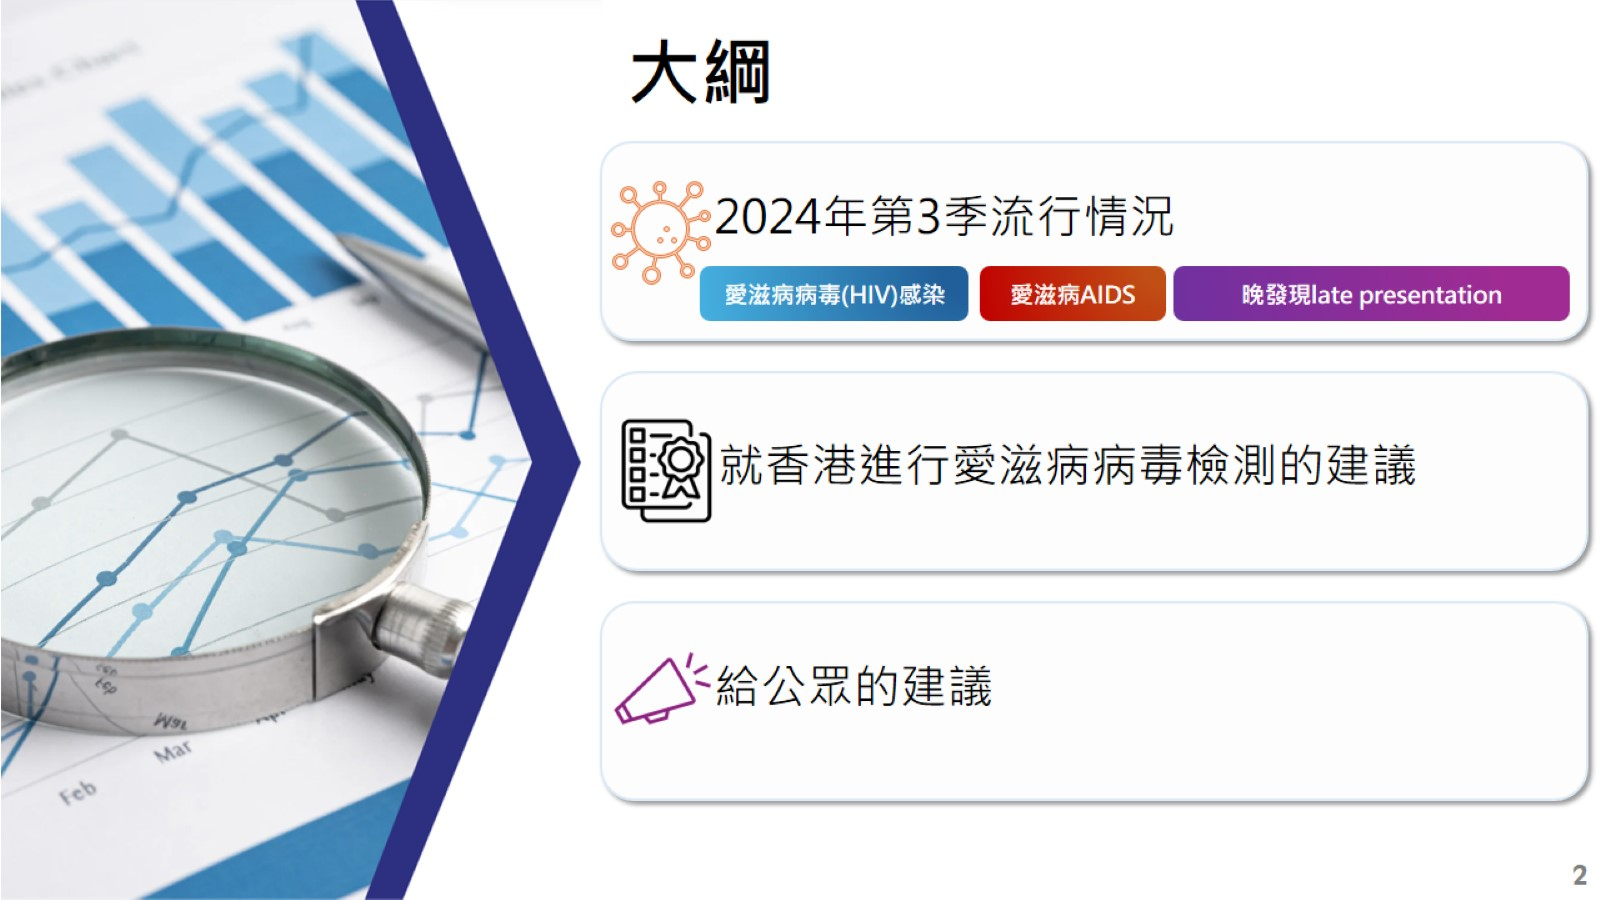 大綱
2024年第3季流行情況
愛滋病病毒(HIV)感染
愛滋病AIDS
晚發現late presentation
就香港進行愛滋病病毒檢測的建議
給公眾的建議
Mar
Mar
Feb
2